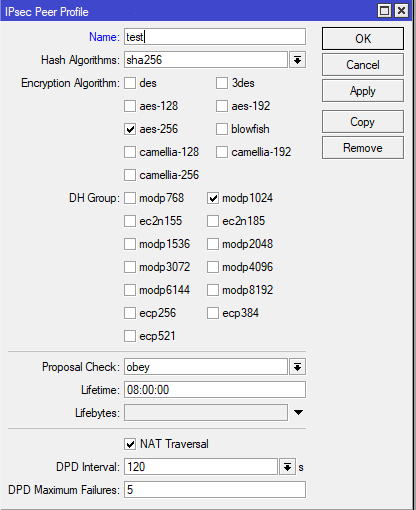 IPsec Peer Profile
Name: test
OK
Hash Algorithms: sha256
Cancel
Encryption Algorithm: des 3des
Apply
aes-128 aes-192
aes-256 blowfish
Copy
camellia-128 camellia-192
Remove
camellia-256
DH Group: modp768 modp1024
ec2n155 ec2n185
modp1536 modp2048
modp3072 modp4096
modp6144 modp8192
ecp256 ecp384
ecp521
Proposal Check: obey
Lifetime: 08:00:00
Lifebytes:
NAT Traversal
DPD Interval: 120 s
DPD Maximum Failures: 5